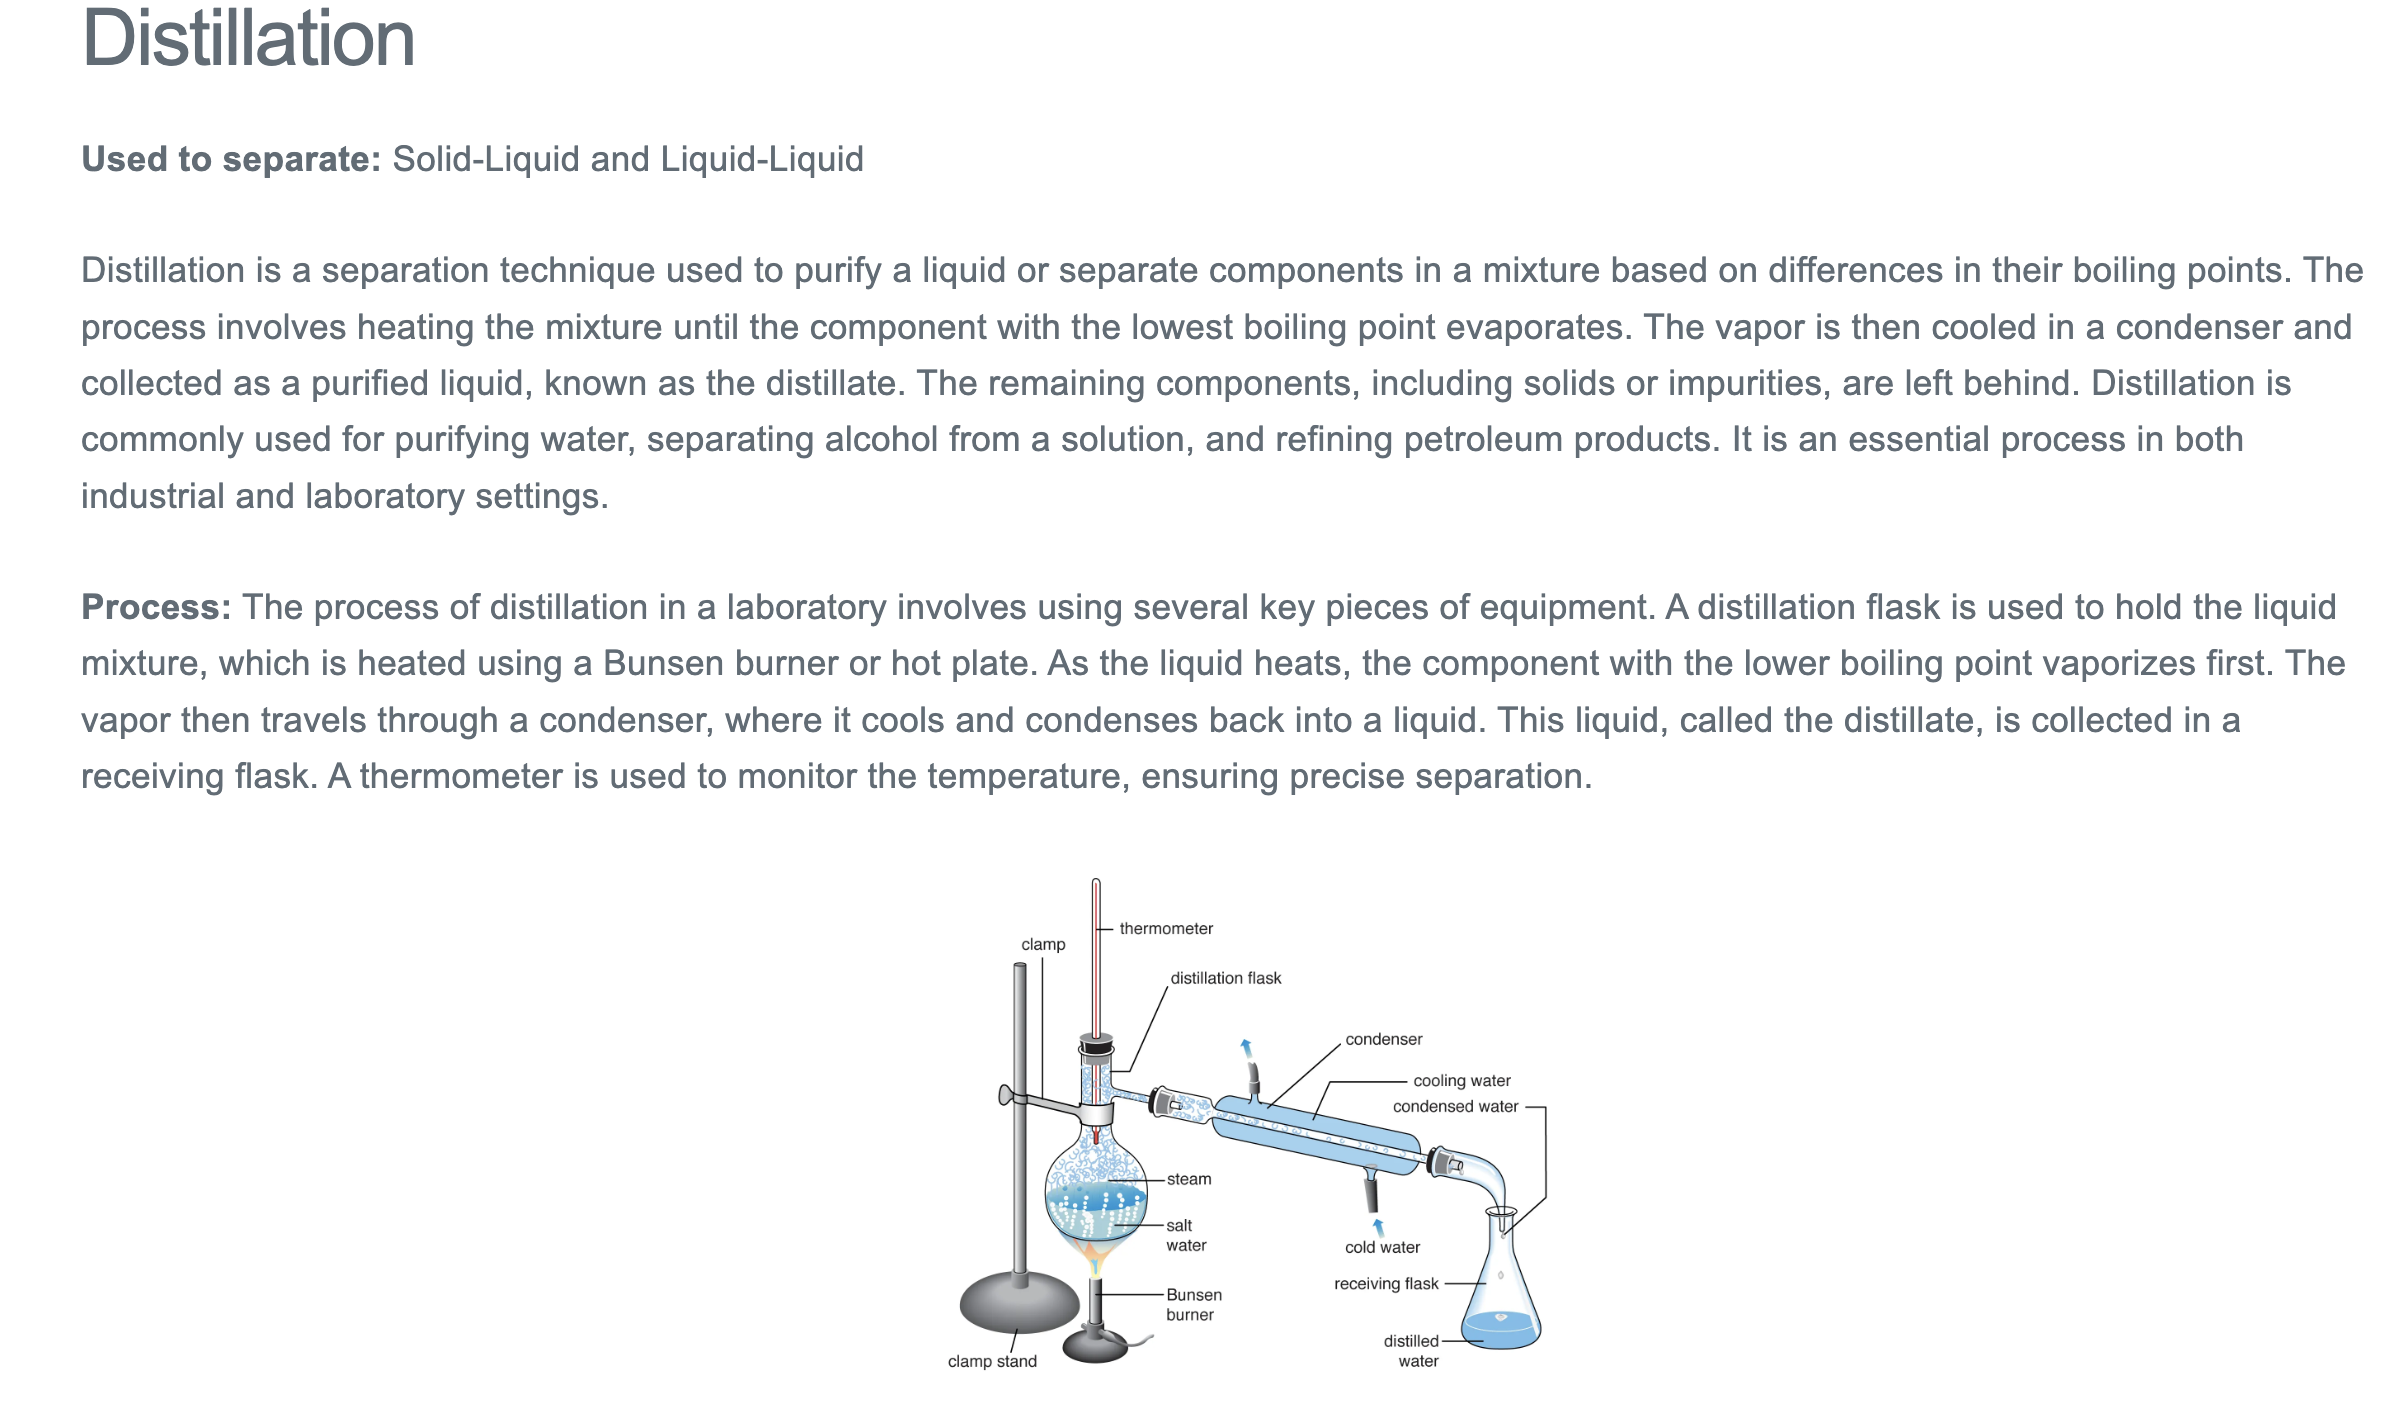 Distillation
Used to separate: Solid-Liquid and Liquid-Liquid
Distillation is a separation technique used to purify a liquid or separate components in a mixture based on differences in their boiling points. The
process involves heating the mixture until the component with the lowest boiling point evaporates. The vapor is then cooled in a condenser and
collected as a purified liquid, known as the distillate. The remaining components, including solids or impurities, are left behind. Distillation is
commonly used for purifying water, separating alcohol from a solution, and refining petroleum products. It is an essential process in both
industrial and laboratory settings.
Process: The process of distillation in a laboratory involves using several key pieces of equipment. A distillation flask is used to hold the liquid
mixture, which is heated using a Bunsen burner or hot plate. As the liquid heats, the component with the lower boiling point vaporizes first. The
vapor then travels through a condenser, where it cools and condenses back into a liquid. This liquid, called the distillate, is collected in a
receiving flask. A thermometer is used to monitor the temperature, ensuring precise separation.
thermometer
clamp
distillation flask
condenser
cooling water
condensed water
steam
salt
water
cold water
receiving flask
Bunsen
burner
distilled
water
clamp stand